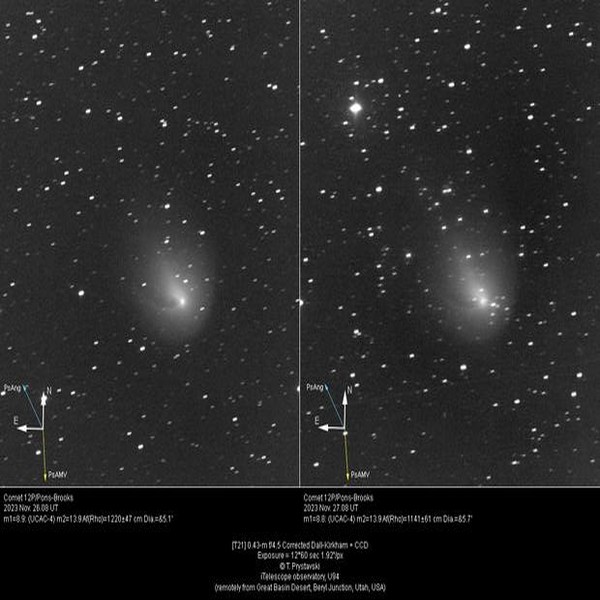 PsAng
N
E
PsAMV
PsAng
N
E
PsAMV
Comet 12P/Pons-Brooks
2023 Nov. 26.08 UT
m1=8.9: (UCAC-4) m2=13.9 Af(Rho)=1220±47 cm Dia.=&5.1'
Comet 12P/Pons-Brooks
2023 Nov. 27.08 UT
m1=8.8: (UCAC-4) m2=13.9 Af(Rho)=1141±61 cm Dia.=&5.7'
[T21] 0.43-m f/4.5 Corrected Dall-Kirkham + CCD
Exposure = 12*60 sec 1.92"/px
© T. Prystavski
iTelescope observatory, U94
(remotely from Great Basin Desert, Beryl Junction, Utah, USA)